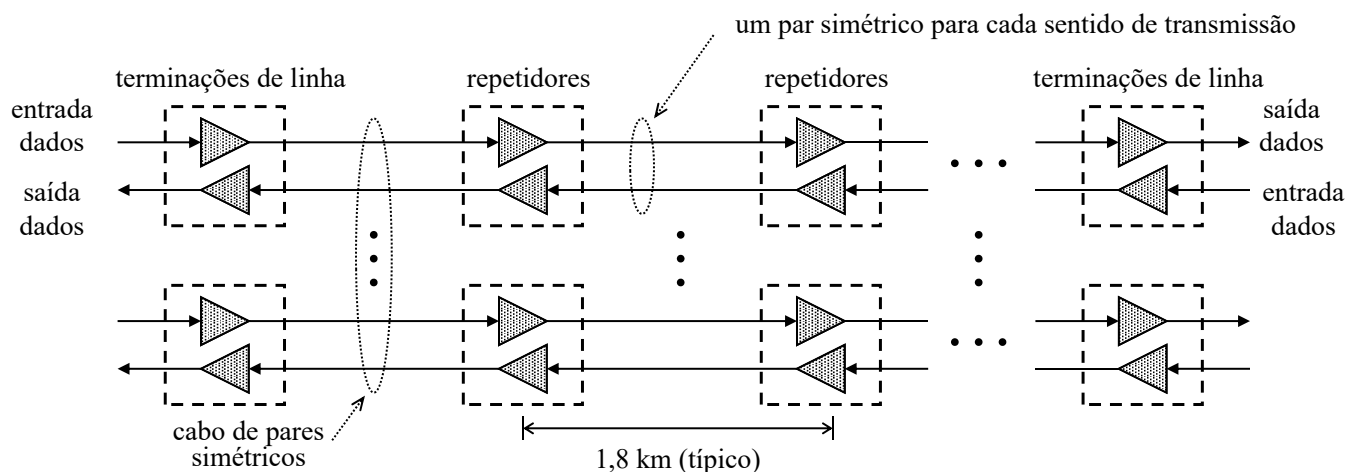 um par simétrico para cada sentido de transmissão
terminações de linha
repetidores
repetidores
terminações de linha
entrada
dados
saída
dados
saída
dados
entrada
dados
cabo de pares
simétricos
1,8 km (típico)